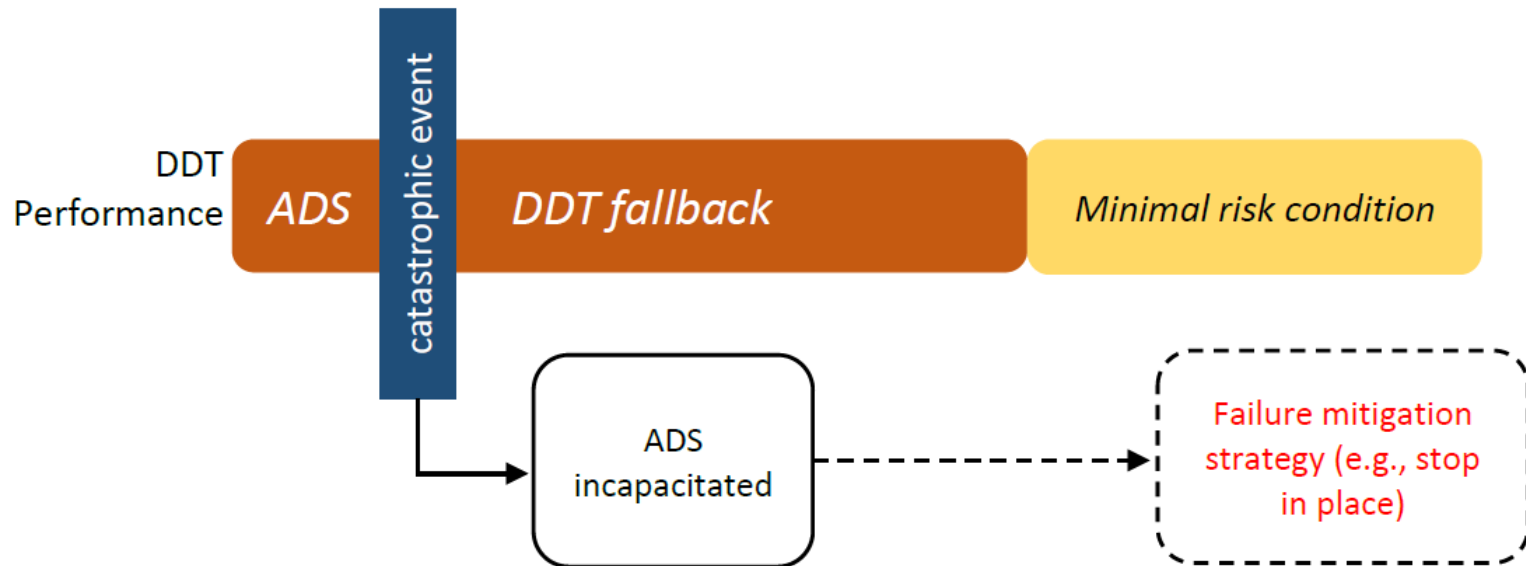 DDT
Performance
ADS
catastrophic event
DDT fallback
Minimal risk condition
ADS
incapacitated
Failure mitigation
strategy (e.g., stop
in place)